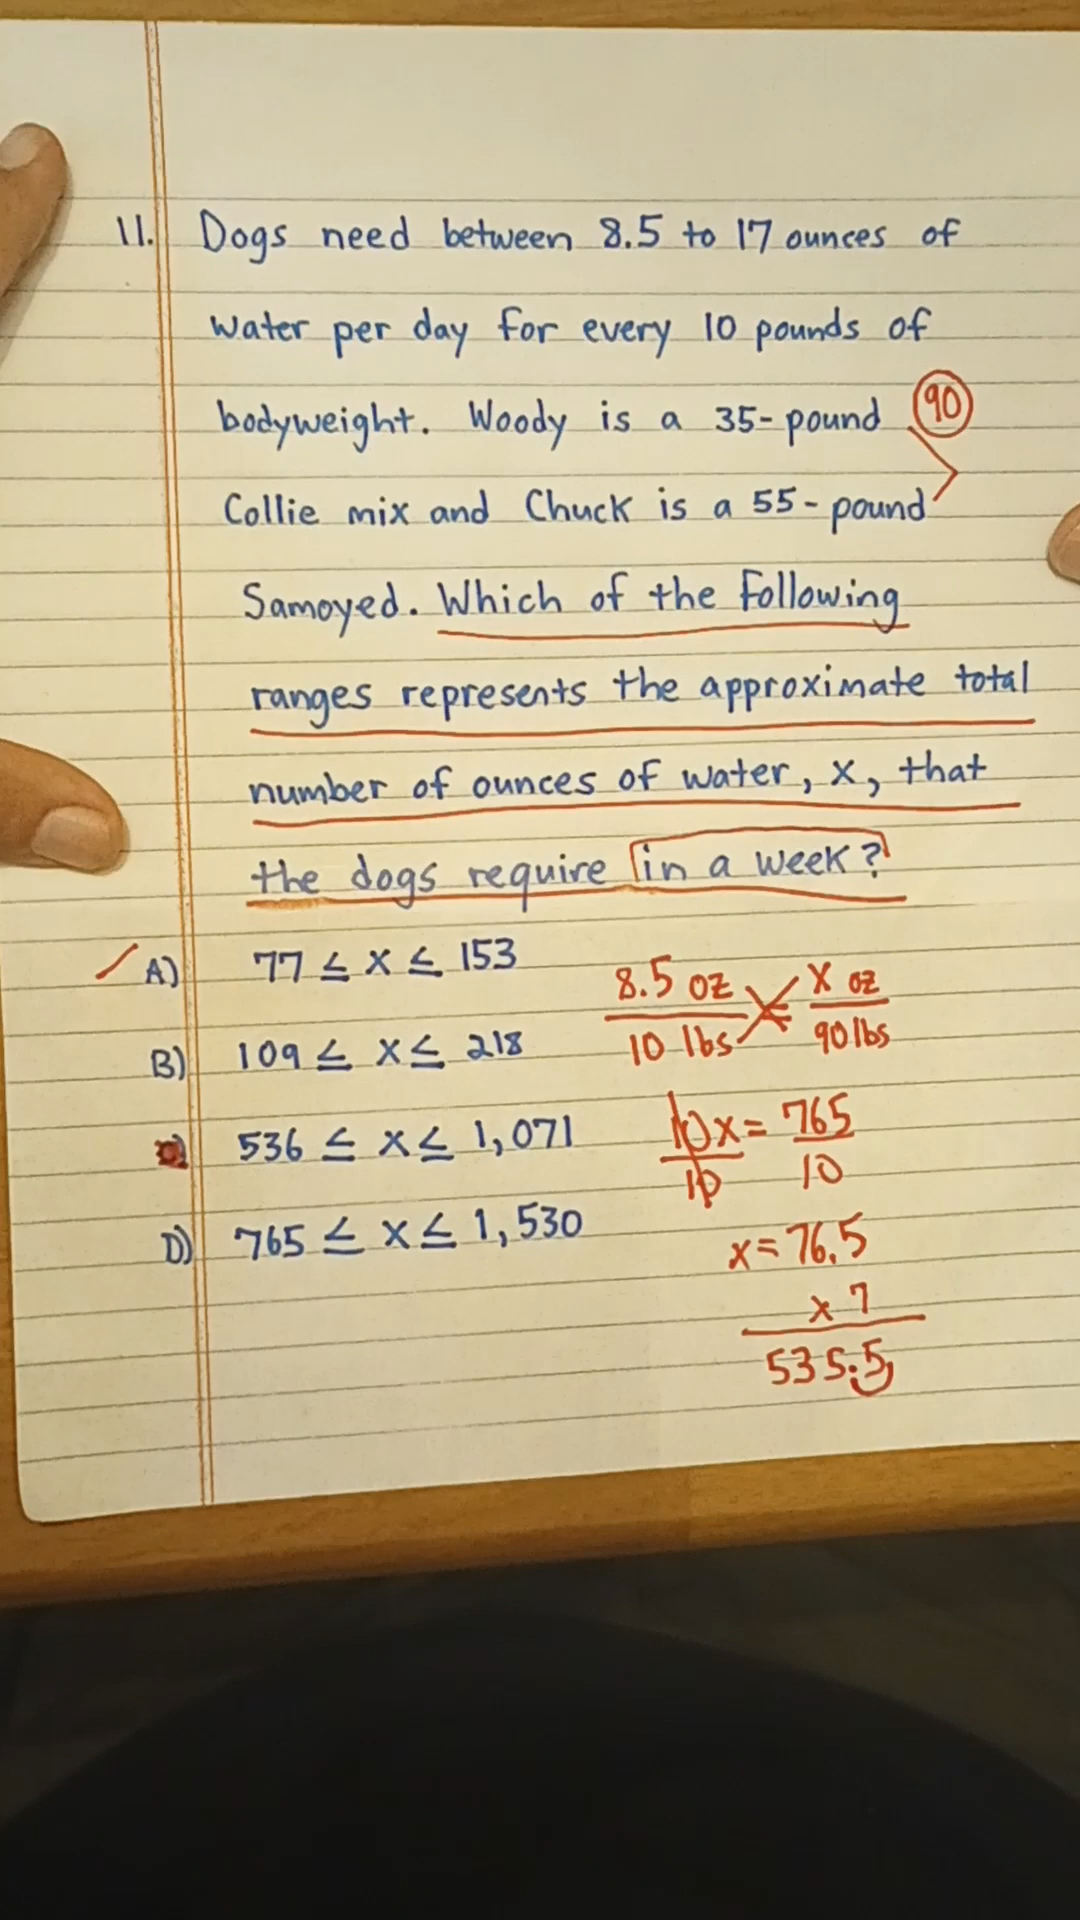 11. Dogs need between 8.5 to 17 ounces of
water per day for every 10 pounds of
bodyweight. Woody is a 35-pound
90
Collie mix and Chuck is a 55-pound
Samoyed. Which of the following
ranges represents the approximate total
number of ounces of water, x, that
the dogs require in a week?
A) 77 ≤ x ≤ 153
B) 109 ≤ x ≤ 218
536 ≤ x ≤ 1,071
D) 765 ≤ x ≤ 1,530
8.5 oz = x oz
10 lbs 90 lbs
10x = 765
10 10
x = 76.5
x 7
535.5